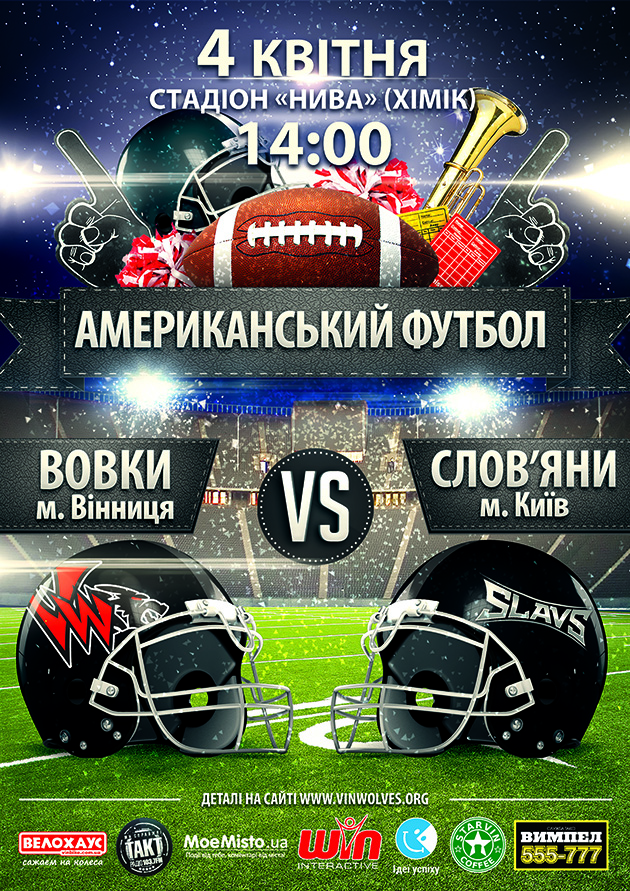 4 КВІТНЯ
СТАДІОН «НИВА» (ХІМІК)
14:00
АМЕРИКАНСЬКИЙ ФУТБОЛ
ВОВКИ
м. Вінниця
VS
СЛОВ’ЯНИ
м. Київ
SLAVS
ДЕТАЛІ НА САЙТІ WWW.VINWOLVES.ORG
ВЕЛОХАУС
сажаем на колеса
ТАКТ
MoeMisto.ua
WIN
INTERACTIVE
Ідеї успіху
STARVIN
COFFEE
ВИМПЕЛ
555-777